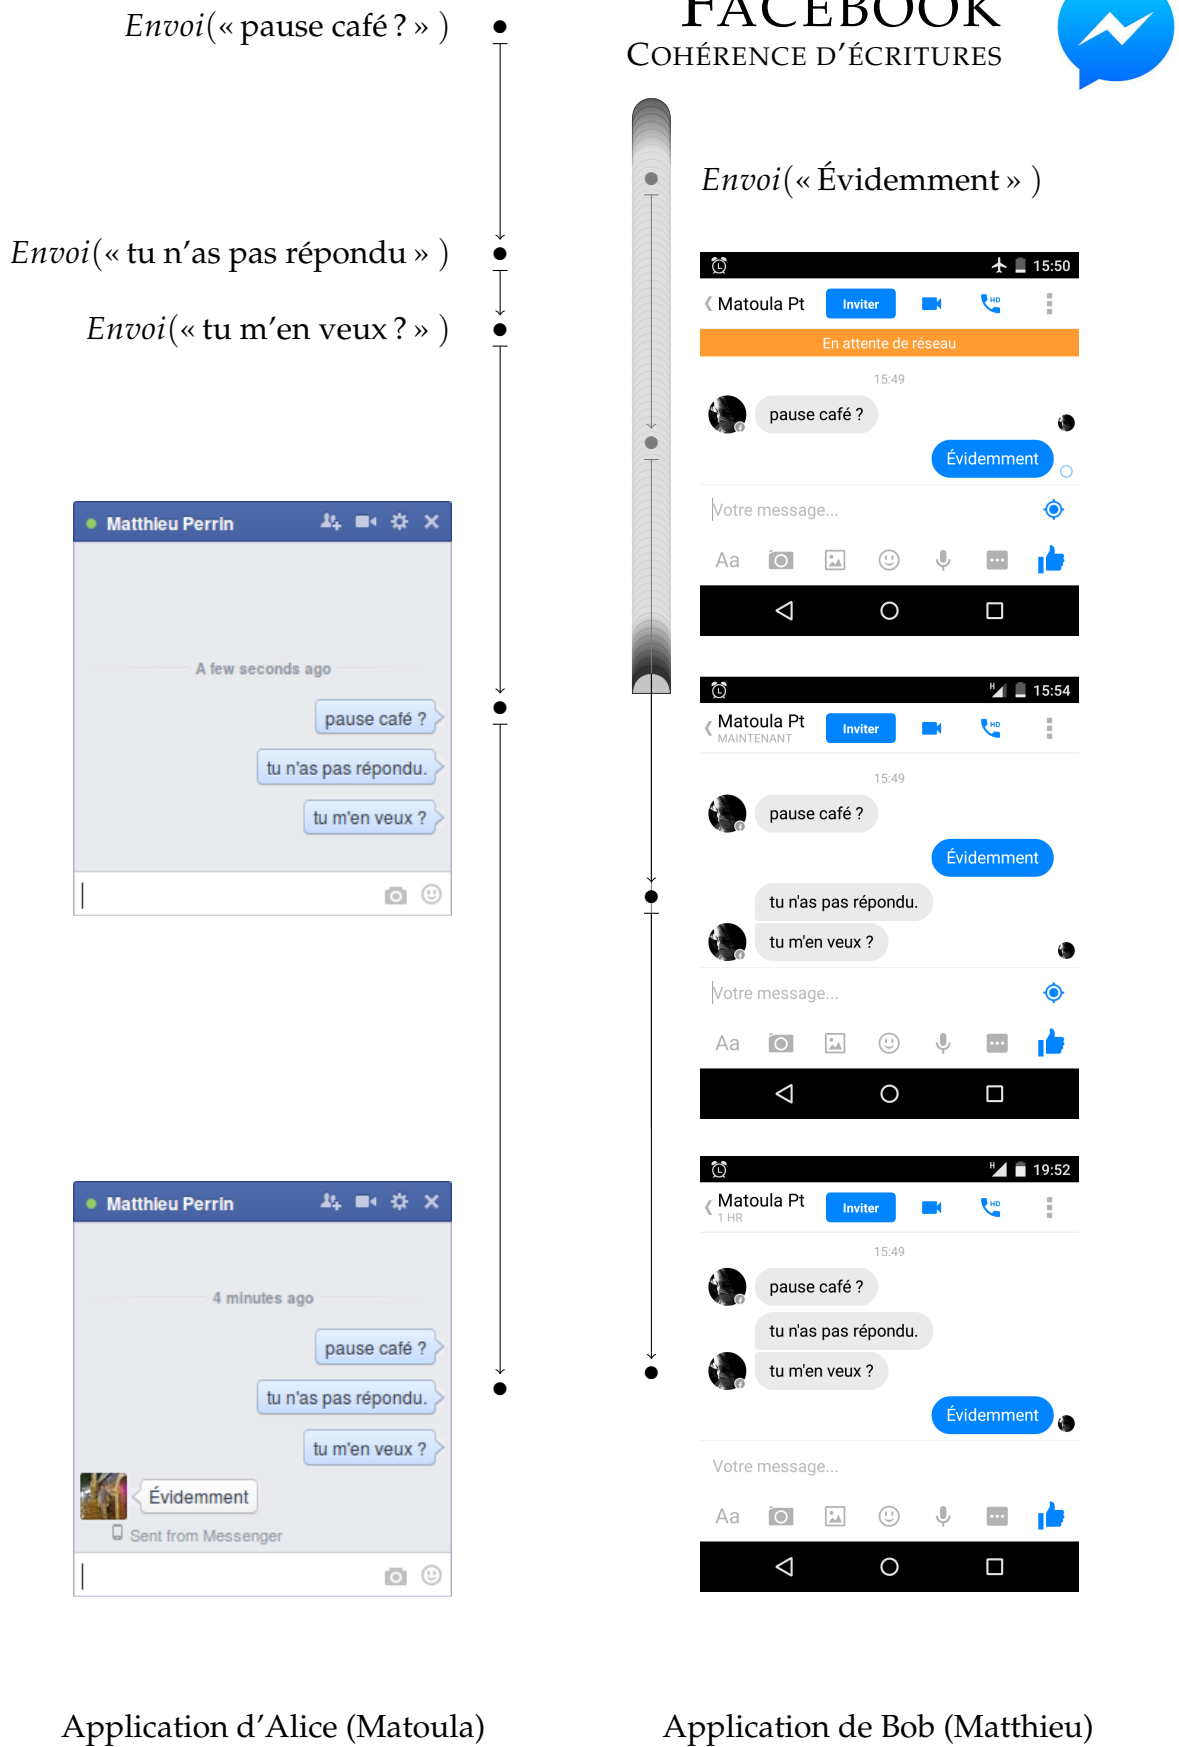 FACEBOOK
COHÉRENCE D'ÉCRITURES
Envoi(« pause café ? » )
Envoi(« tu n'as pas répondu » )
Envoi(« tu m'en veux ? » )
Matthieu Perrin
A few seconds ago
pause café ?
tu n'as pas répondu.
tu m'en veux ?
Matthieu Perrin
4 minutes ago
pause café ?
tu n'as pas répondu.
tu m'en veux ?
Évidemment
Sent from Messenger
Application d'Alice (Matoula)
Envoi(« Évidemment » )
15:50
Matoula Pt
Inviter
HD
En attente de réseau
15:49
pause café ?
Évidemment
Votre message...
Aa
H
15:54
Matoula Pt
MAINTENANT
Inviter
HD
15:49
pause café ?
Évidemment
tu n'as pas répondu.
tu m'en veux ?
Votre message...
Aa
H
19:52
Matoula Pt
1 HR
Inviter
HD
15:49
pause café ?
tu n'as pas répondu.
tu m'en veux ?
Évidemment
Votre message...
Aa
Application de Bob (Matthieu)